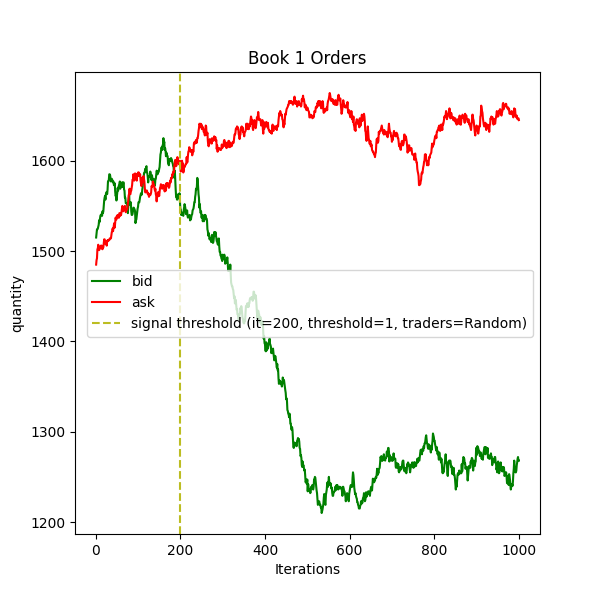 Book 1 Orders
quantity
1600
1500
1400
1300
1200
bid
ask
signal threshold (it=200, threshold=1, traders=Random)
0 200 400 600 800 1000
Iterations